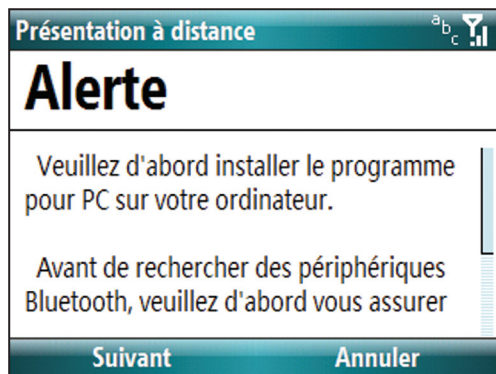 Présentation à distance abc
Alerte
Veuillez d'abord installer le programme
pour PC sur votre ordinateur.
Avant de rechercher des périphériques
Bluetooth, veuillez d'abord vous assurer
Suivant Annuler